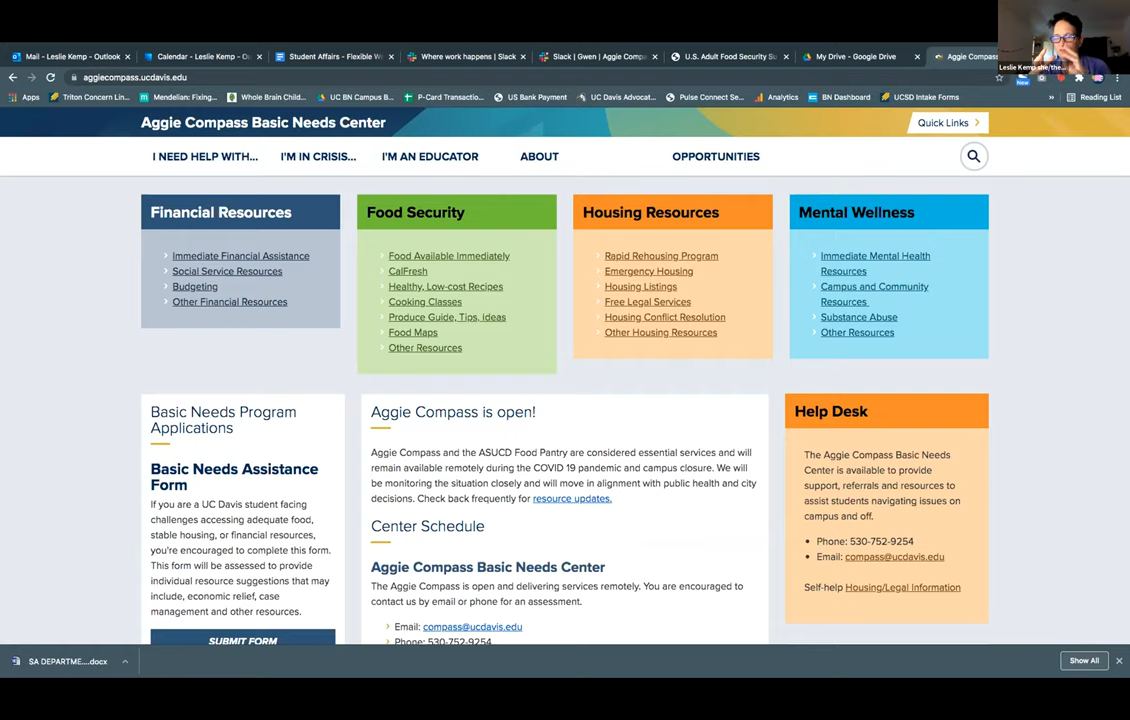 Mail - Leslie Kemp - Outlook
Calendar - Leslie Kemp - O
Student Affairs - Flexible W
Where work happens | Slack
Slack | Gwen | Aggie Comp
U.S. Adult Food Security Su
My Drive - Google Drive
Aggie Compass
Leslie Kemp she/the...
aggiecompass.ucdavis.edu
New
Apps
Triton Concern Lin...
Mendelian: Fixing...
Whole Brain Child...
UC BN Campus B...
P-Card Transactio...
US Bank Payment
UC Davis Advocat...
Pulse Connect Se...
Analytics
BN Dashboard
UCSD Intake Forms
Reading List
Aggie Compass Basic Needs Center
Quick Links
I NEED HELP WITH...
I'M IN CRISIS...
I'M AN EDUCATOR
ABOUT
OPPORTUNITIES
Financial Resources
Immediate Financial Assistance
Social Service Resources
Budgeting
Other Financial Resources
Food Security
Food Available Immediately
CalFresh
Healthy, Low-cost Recipes
Cooking Classes
Produce Guide, Tips, Ideas
Food Maps
Other Resources
Housing Resources
Rapid Rehousing Program
Emergency Housing
Housing Listings
Free Legal Services
Housing Conflict Resolution
Other Housing Resources
Mental Wellness
Immediate Mental Health
Resources
Campus and Community
Resources
Substance Abuse
Other Resources
Basic Needs Program
Applications
Basic Needs Assistance
Form
If you are a UC Davis student facing
challenges accessing adequate food,
stable housing, or financial resources,
you're encouraged to complete this form.
This form will be assessed to provide
individual resource suggestions that may
include, economic relief, case
management and other resources.
SUBMIT FORM
Aggie Compass is open!
Aggie Compass and the ASUCD Food Pantry are considered essential services and will
remain available remotely during the COVID 19 pandemic and campus closure. We will
be monitoring the situation closely and will move in alignment with public health and city
decisions. Check back frequently for resource updates.
Center Schedule
Aggie Compass Basic Needs Center
The Aggie Compass is open and delivering services remotely. You are encouraged to
contact us by email or phone for an assessment.
Email: compass@ucdavis.edu
Phone: 530-752-9254
Help Desk
The Aggie Compass Basic Needs
Center is available to provide
support, referrals and resources to
assist students navigating issues on
campus and off.
Phone: 530-752-9254
Email: compass@ucdavis.edu
Self-help Housing/Legal information
SA DEPARTME....docx
Show All